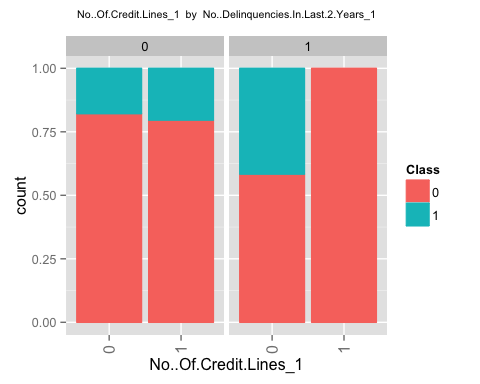 No..Of.Credit.Lines_1 by No..Delinquencies.In.Last.2.Years_1
0 1
1.00
0.75
0.50
0.25
0.00
count
0 1 0 1
No..Of.Credit.Lines_1
Class
0
1